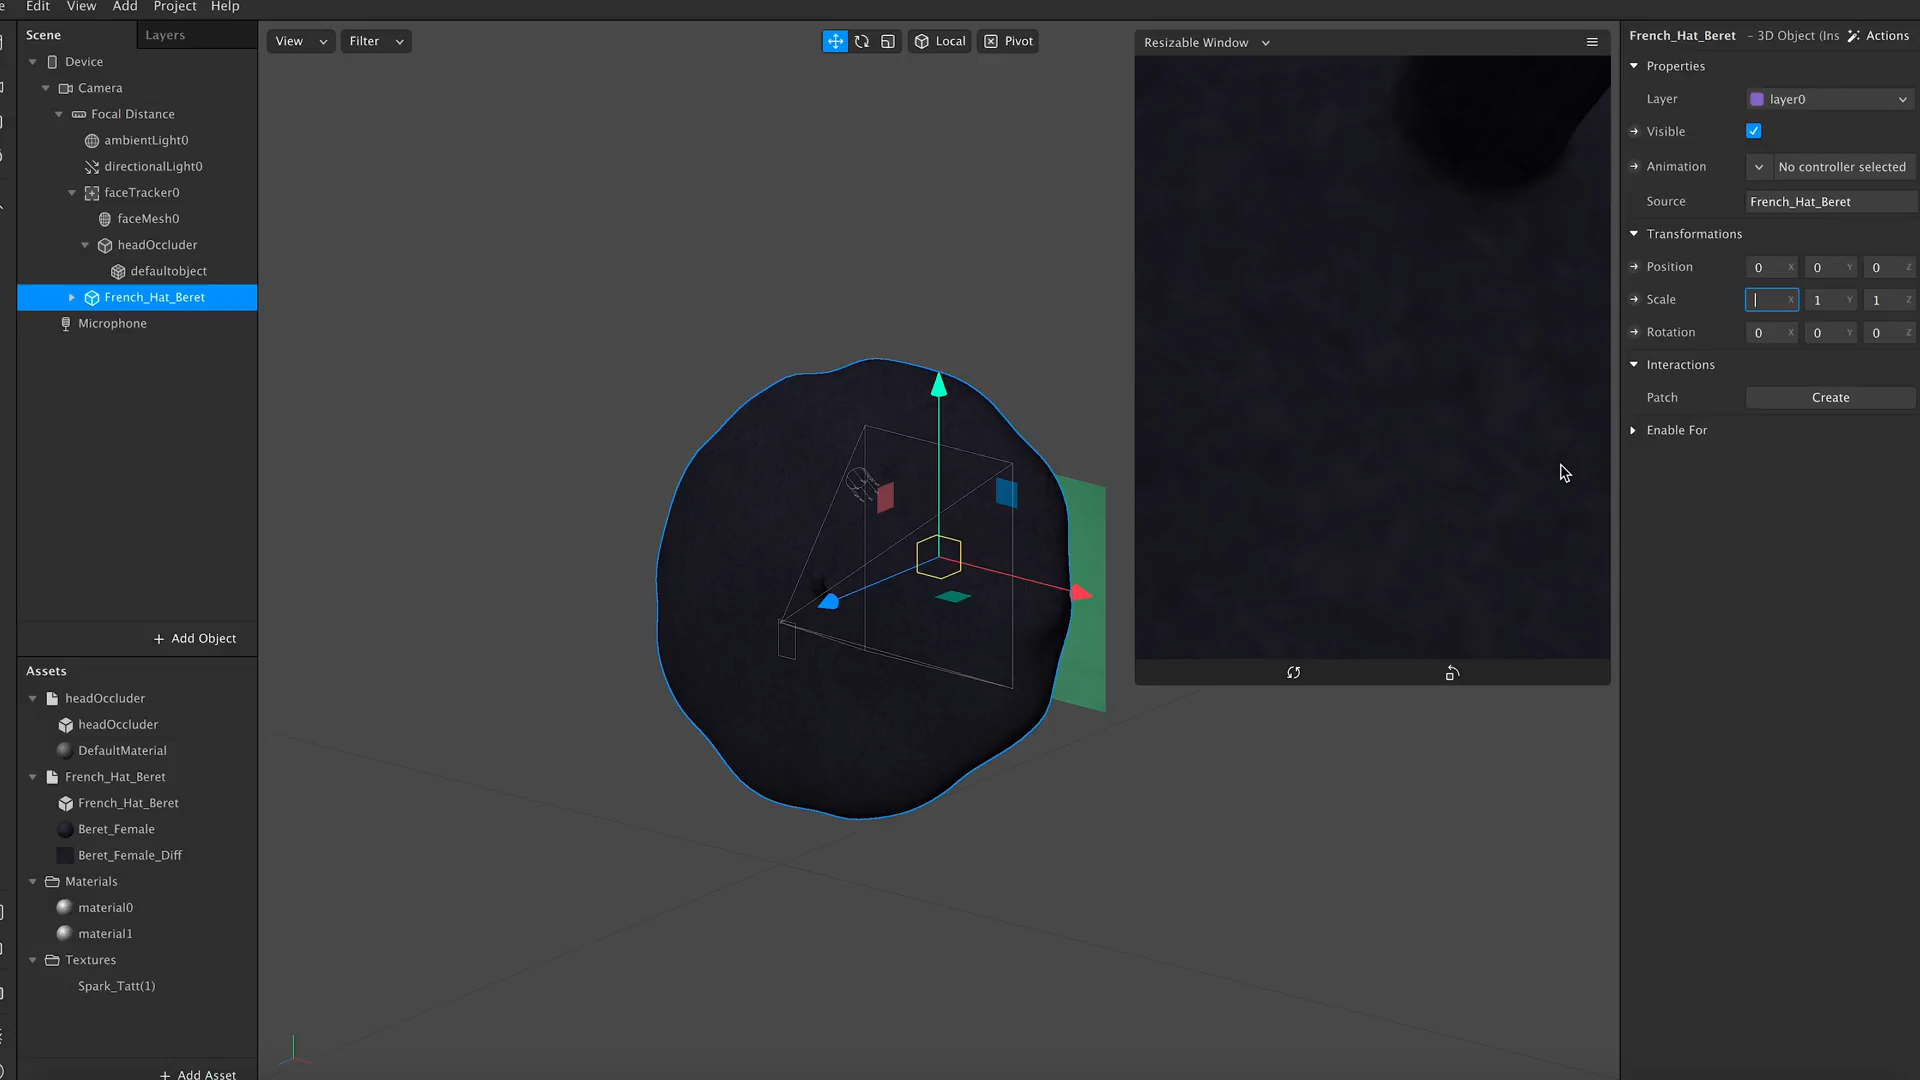 Edit View Add Project Help
Scene
Layers
Device
Camera
Focal Distance
ambientLight0
directionalLight0
faceTracker0
faceMesh0
headOccluder
defaultobject
French_Hat_Beret
Microphone
+ Add Object
Assets
headOccluder
headOccluder
DefaultMaterial
French_Hat_Beret
French_Hat_Beret
Beret_Female
Beret_Female_Diff
Materials
material0
material1
Textures
Spark_Tatt(1)
+ Add Asset
View
Filter
Local
Pivot
Resizable Window
French_Hat_Beret - 3D Object (Ins Actions
Properties
Layer layer0
Visible
Animation No controller selected
Source French_Hat_Beret
Transformations
Position 0 X 0 Y 0 Z
Scale X 1 Y 1 Z
Rotation 0 X 0 Y 0 Z
Interactions
Patch Create
Enable For